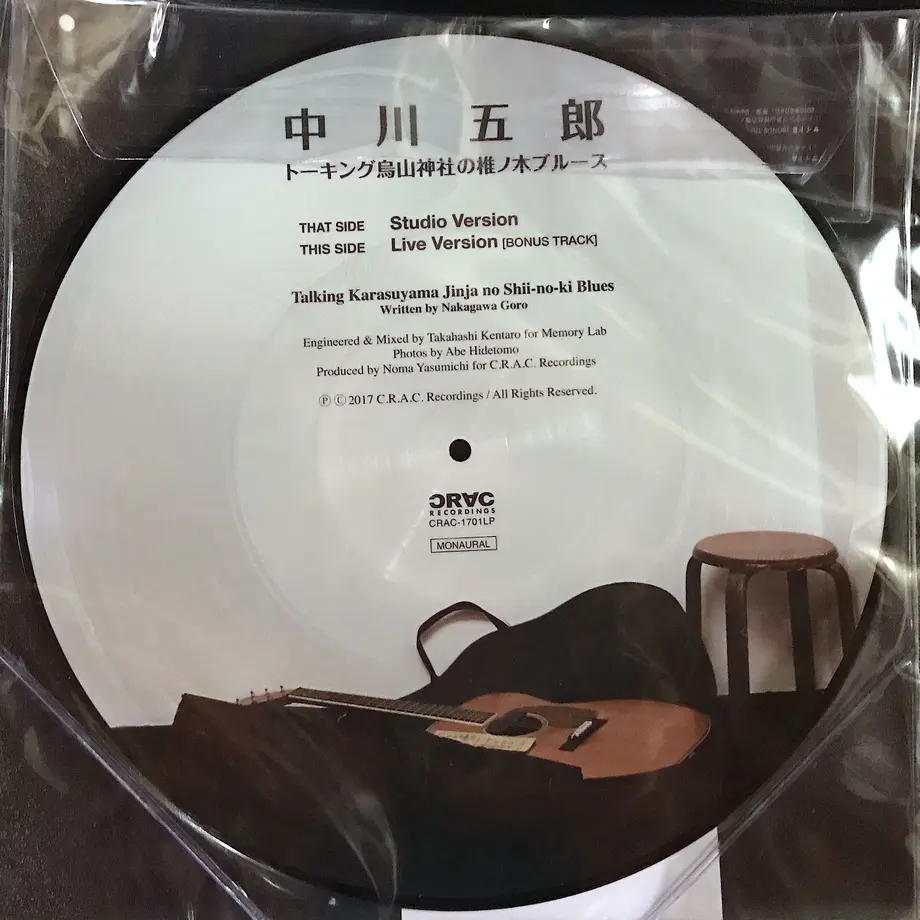 中川五郎
トーキング烏山神社の椎ノ木ブルース
THAT SIDE Studio Version
THIS SIDE Live Version [BONUS TRACK]
Talking Karasuyama Jinja no Shii-no-ki Blues
Written by Nakagawa Goro
Engineered & Mixed by Takahashi Kentaro for Memory Lab
Photos by Abe Hidetomo
Produced by Noma Yasumichi for C.R.A.C. Recordings
Ⓟ Ⓒ 2017 C.R.A.C. Recordings / All Rights Reserved.
CRAC
RECORDINGS
CRAC-1701LP
MONAURAL